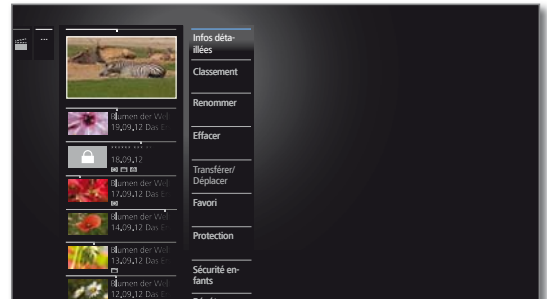 ...
Blumen der Wel
19.09.12 Das E
****** *** **
18.09.12
Blumen der Wel
17.09.12 Das E
Blumen der Wel
14.09.12 Das E
Blumen der Wel
13.09.12 Das E
Blumen der Wel
12.09.12 Das E
Infos déta-
illées
Classement
Renommer
Effacer
Transférer/
Déplacer
Favori
Protection
Sécurité en-
fants